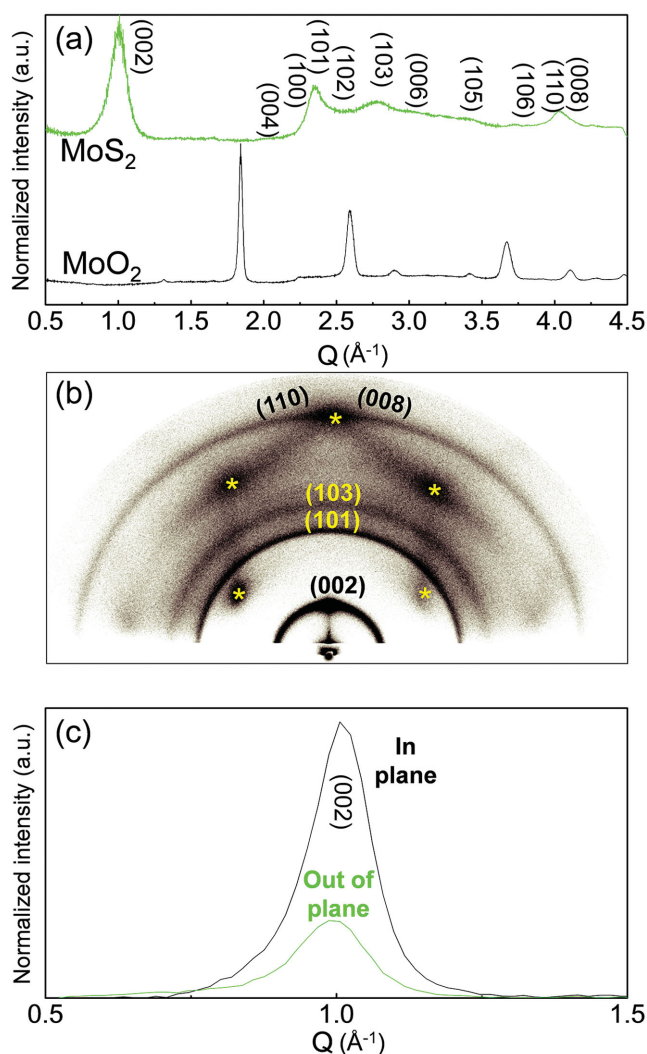 (a)
(002)
(004)
(100)
(101)
(102)
(103)
(006)
(105)
(106)
(110)
(008)
MoS2
MoO2
Normalized intensity (a.u.)
0.5 1.0 1.5 2.0 2.5 3.0 3.5 4.0 4.5
Q (Å-1)
(b)
(110) (008)
* * * * *
(103)
(101)
(002)
(c)
In
plane
(002)
Out of
plane
Normalized intensity (a.u.)
0.5 1.0 1.5
Q (Å-1)